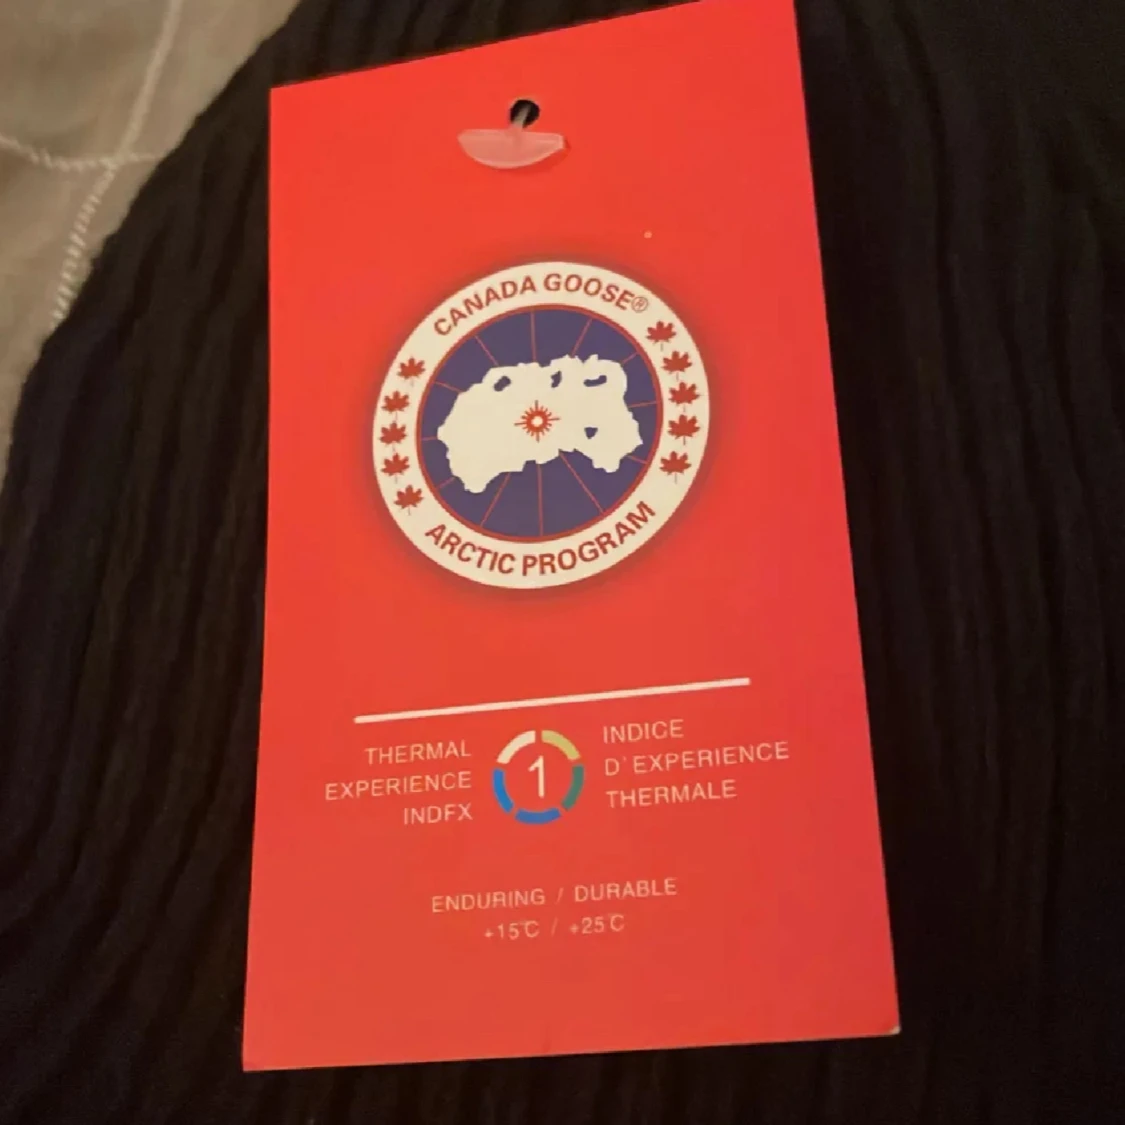 CANADA GOOSE®
ARCTIC PROGRAM
THERMAL
EXPERIENCE
INDFX
1
INDICE
D'EXPERIENCE
THERMALE
ENDURING / DURABLE
+15℃ / +25℃